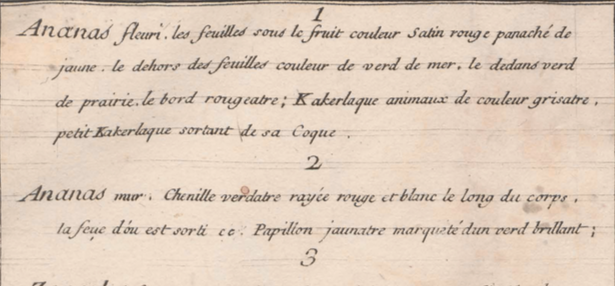 1
Ananas fleuri. les feuilles sous le fruit couleur Satin rouge panaché de
jaune. le dehors des feuilles couleur de verd de mer. le dedans verd
de prairie. le bord rougeatre; Kakerlaque animaux de couleur grisatre.
petit Kakerlaque sortant de sa Coque.
2
Ananas mur. Chenille verdatre rayée rouge et blanc le long du corps.
la feue d'óu est sorti ce. Papillon jaunatre marqueté dun verd brillant;
3